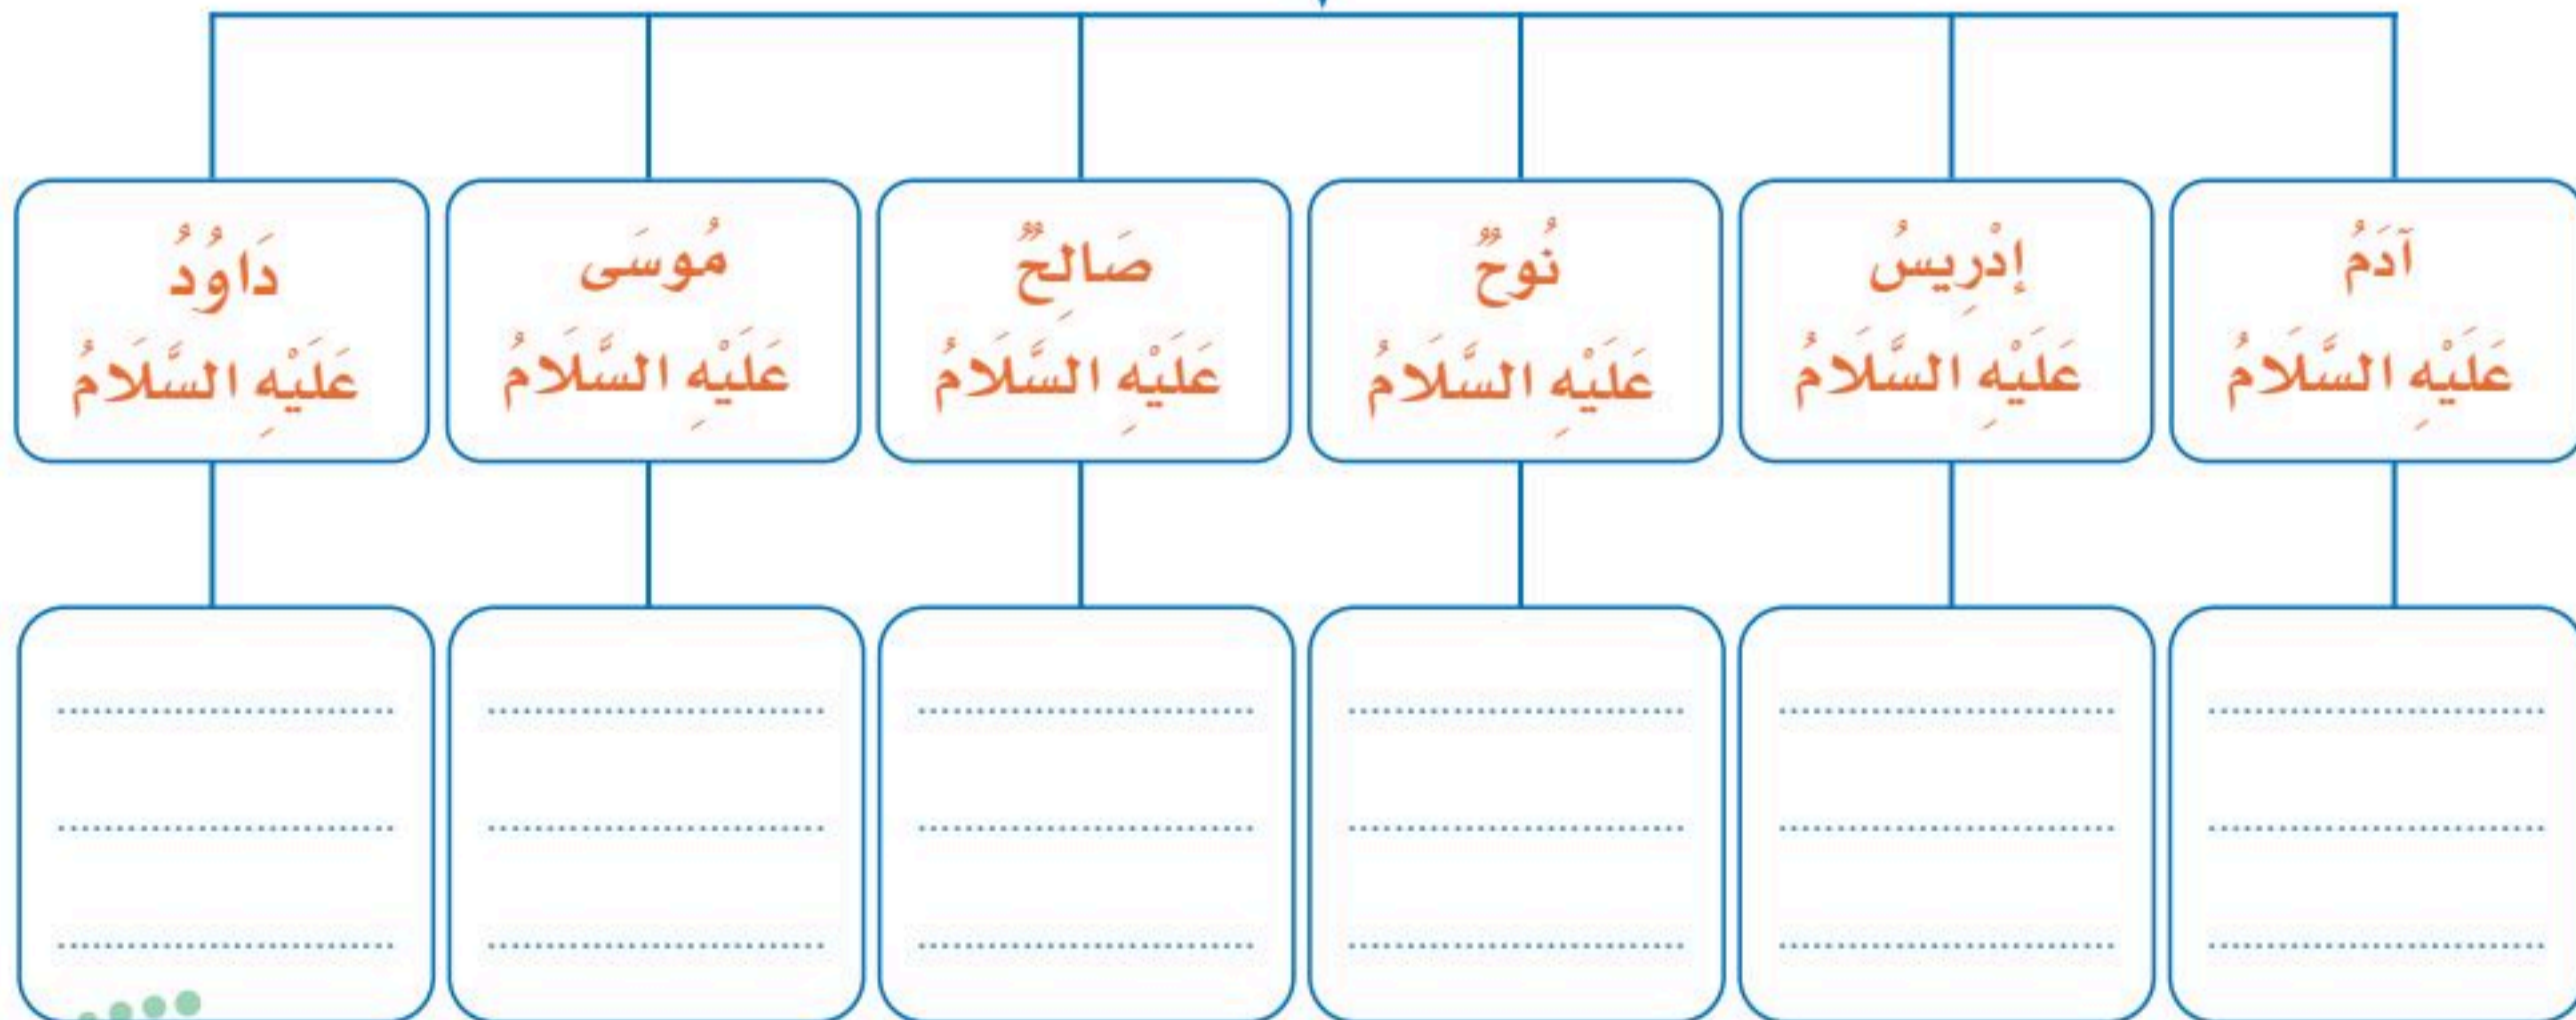 آدَمُ
عَلَيْهِ السَّلَامُ
إِدْرِيسُ
عَلَيْهِ السَّلَامُ
نُوحٌ
عَلَيْهِ السَّلَامُ
صَالِحٌ
عَلَيْهِ السَّلَامُ
مُوسَى
عَلَيْهِ السَّلَامُ
دَاوُدُ
عَلَيْهِ السَّلَامُ